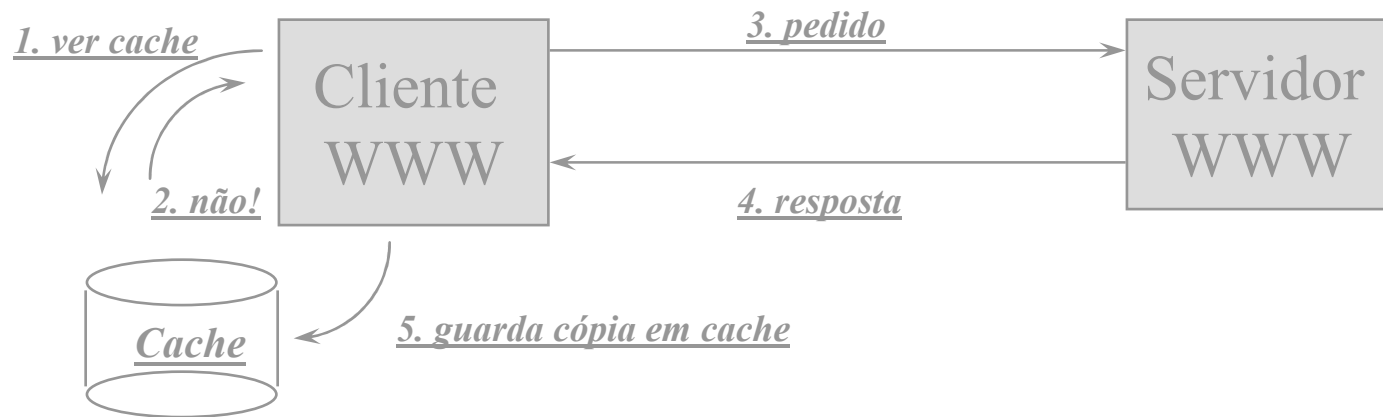 1. ver cache
3. pedido
Cliente
WWW
Servidor
WWW
2. não!
4. resposta
5. guarda cópia em cache
Cache